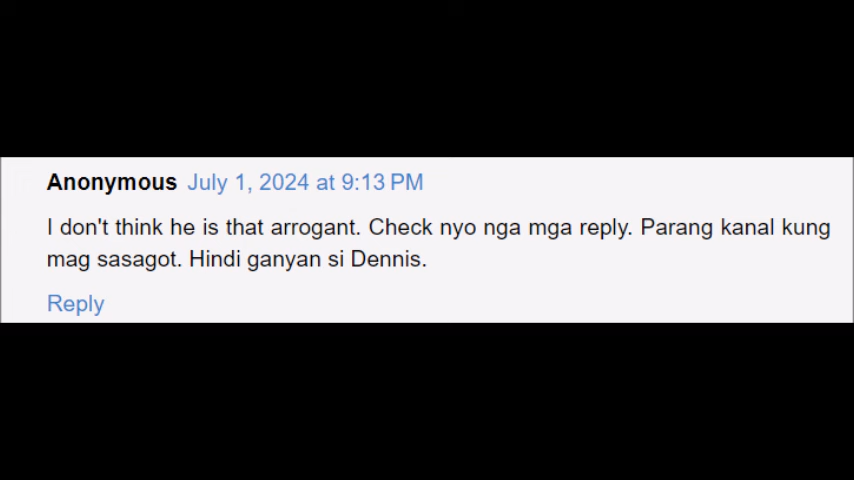 Anonymous July 1, 2024 at 9:13 PM
I don't think he is that arrogant. Check nyo nga mga reply. Parang kanal kung
mag sasagot. Hindi ganyan si Dennis.
Reply